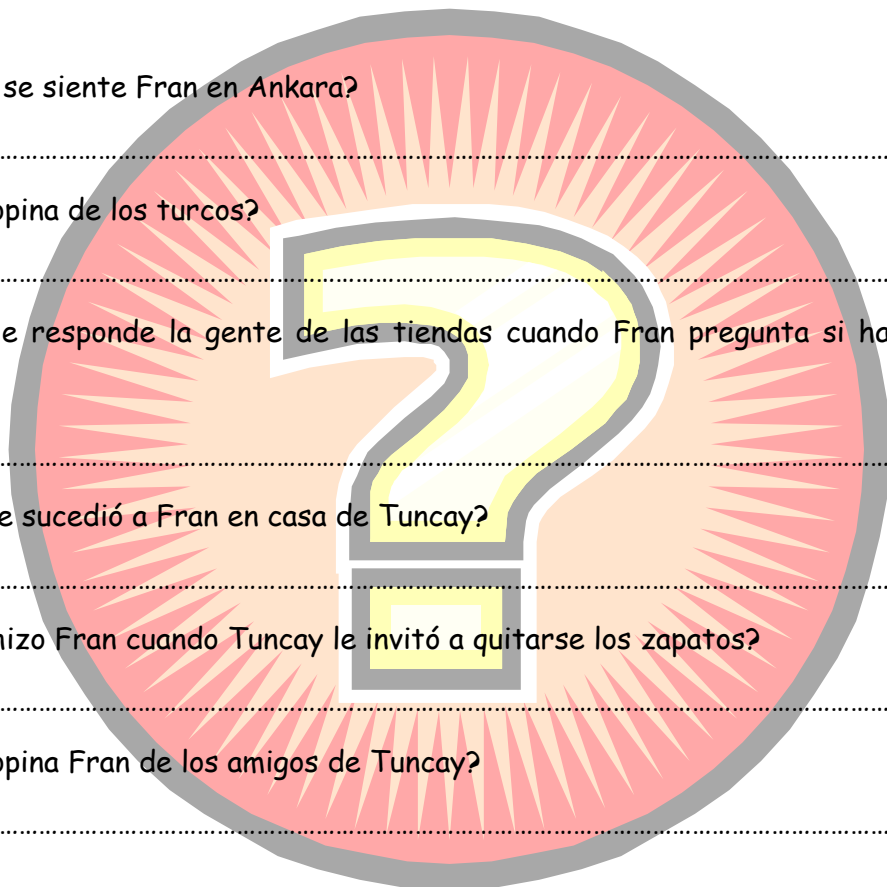 se siente Fran en Ankara?
opina de los turcos?
e responde la gente de las tiendas cuando Fran pregunta si ha
e sucedió a Fran en casa de Tuncay?
hizo Fran cuando Tuncay le invitó a quitarse los zapatos?
opina Fran de los amigos de Tuncay?